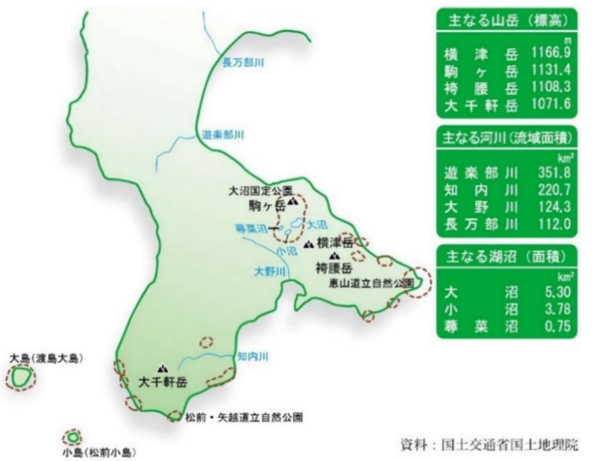 主なる山岳（標高）
m
横津岳 1166.9
駒ヶ岳 1131.4
袴腰岳 1108.3
大千軒岳 1071.6
主なる河川（流域面積）
km²
遊楽部川 351.8
知内川 220.7
大野川 124.3
長万部川 112.0
主なる湖沼（面積）
km²
大沼 5.30
小沼 3.78
蓴菜沼 0.75
長万部川
遊楽部川
大沼国定公園
駒ヶ岳
大沼
蓴菜沼
小沼
横津岳
袴腰岳
大野川
恵山道立自然公園
知内川
大千軒岳
大島(渡島大島)
松前・矢越道立自然公園
小島(松前小島)
資料：国土交通省国土地理院